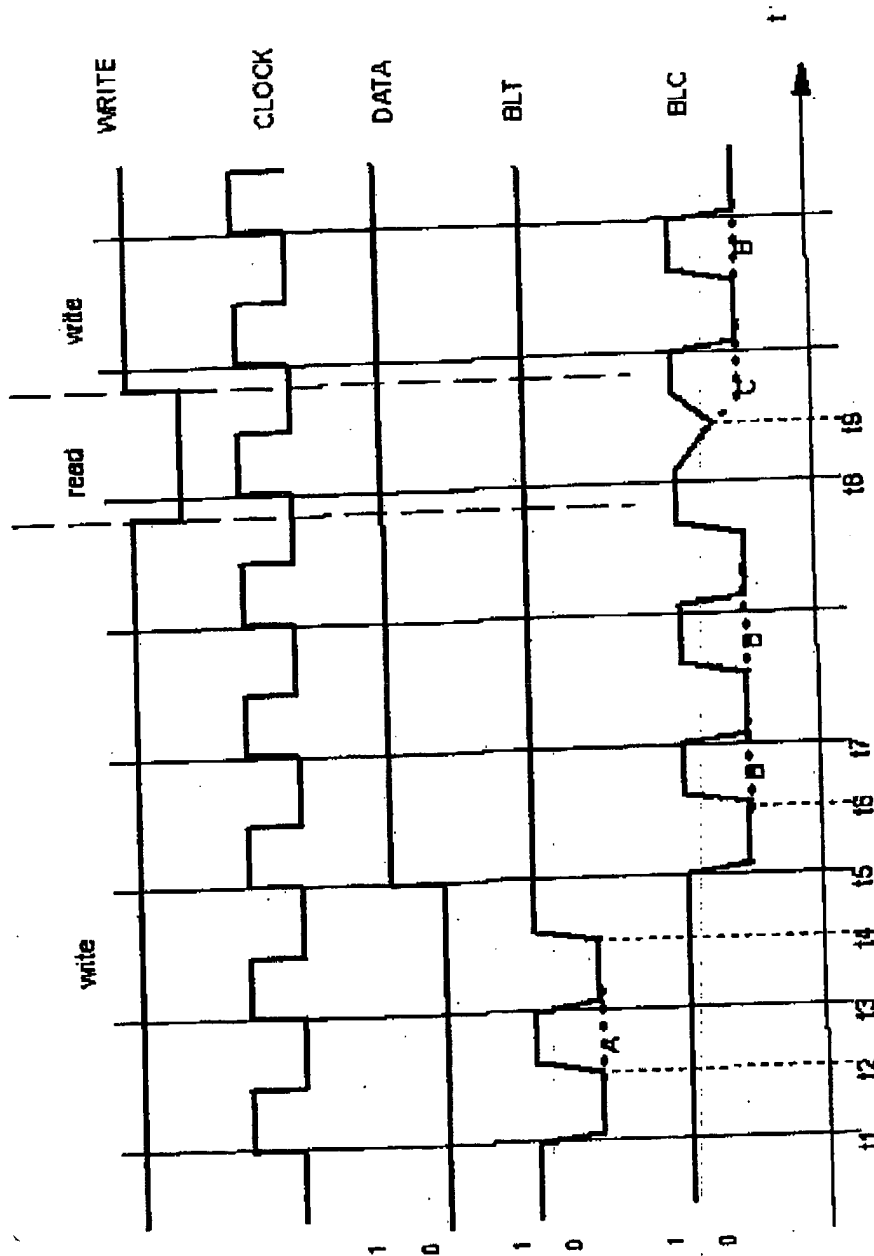 write read write
WRITE
CLOCK
1 DATA
0
1 BLT
0 A
1 BLC
0 B B C B
t
t1 t2 t3 t4 t5 t6 t7 t8 t9